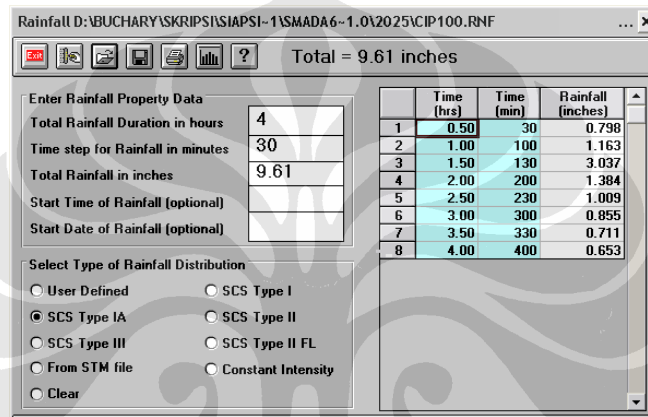 Rainfall D:\BUCHARY\SKRIPSI\SIAPSI~1\SMADA6~1.0\2025\CIP100.RNF ... x
Exit ? Total = 9.61 inches
Enter Rainfall Property Data
Total Rainfall Duration in hours 4
Time step for Rainfall in minutes 30
Total Rainfall in inches 9.61
Start Time of Rainfall (optional)
Start Date of Rainfall (optional)
Select Type of Rainfall Distribution
User Defined SCS Type I
SCS Type IA SCS Type II
SCS Type III SCS Type II FL
From STM file Constant Intensity
Clear
Time (hrs) Time (min) Rainfall (inches)
1 0.50 30 0.798
2 1.00 100 1.163
3 1.50 130 3.037
4 2.00 200 1.384
5 2.50 230 1.009
6 3.00 300 0.855
7 3.50 330 0.711
8 4.00 400 0.653